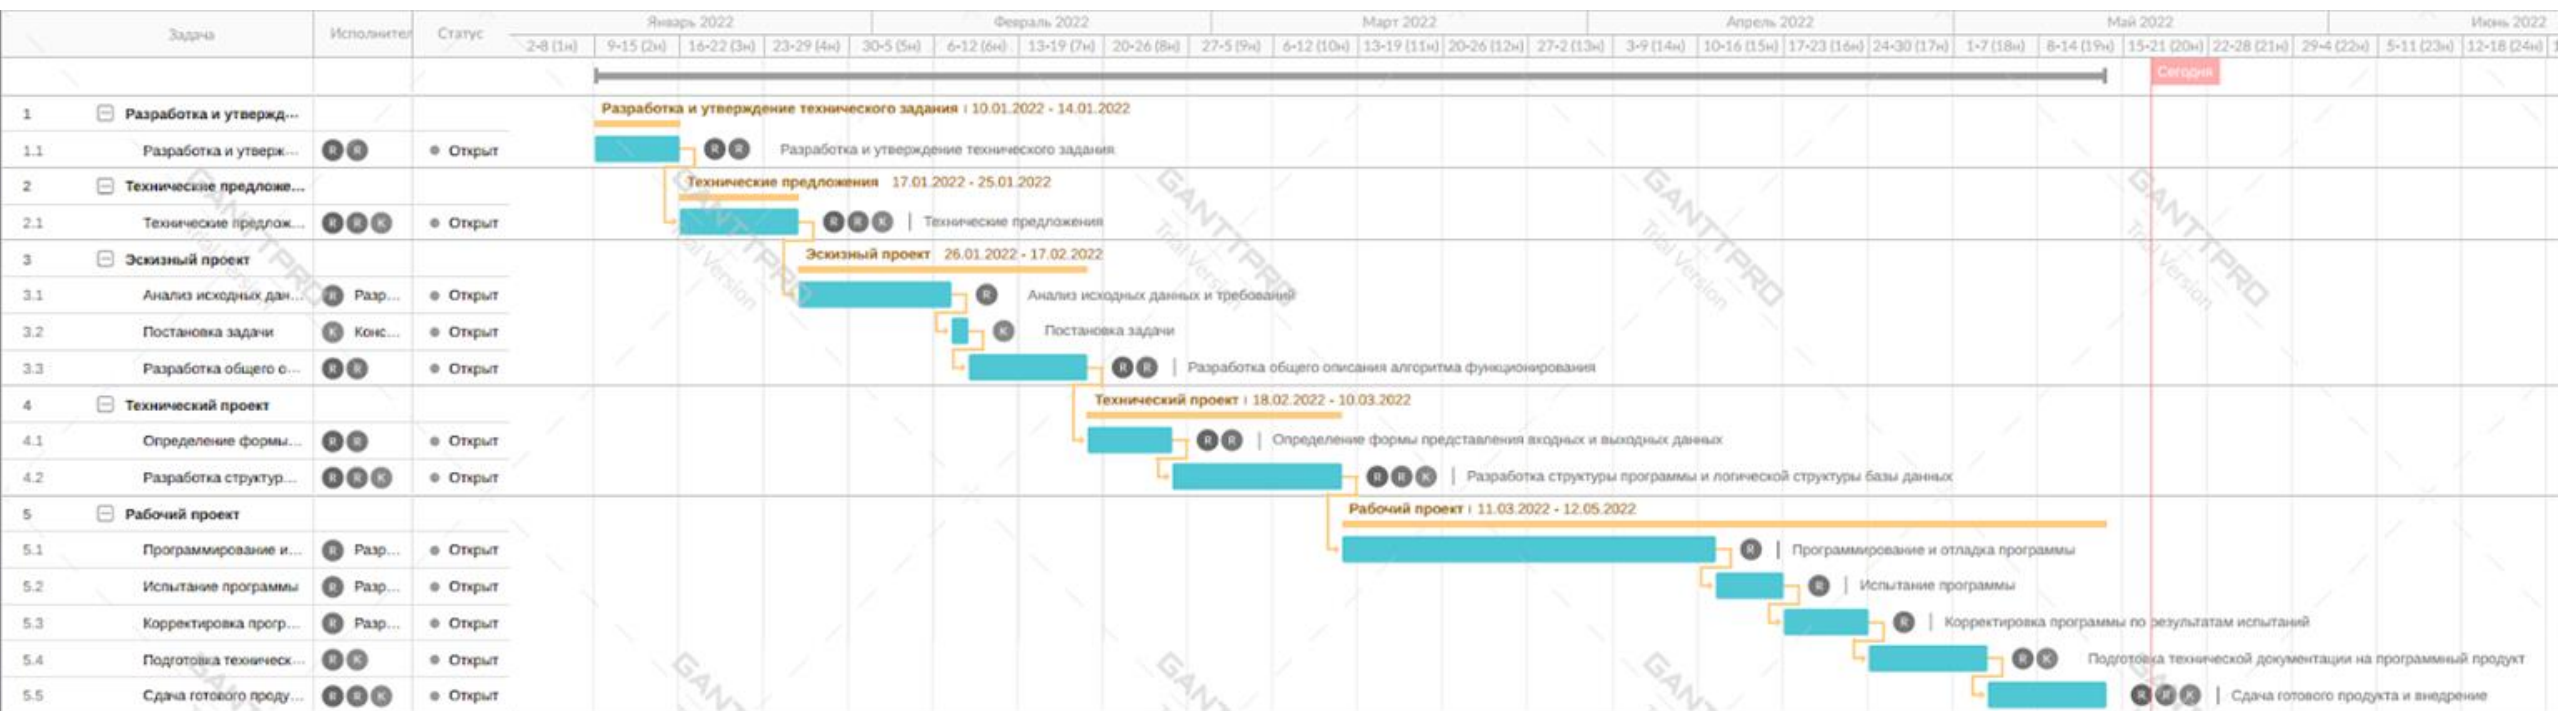 Январь 2022 Февраль 2022 Март 2022 Апрель 2022 Май 2022 Июнь 2022
Задача Исполнител Статус
2-8 (1н) 9-15 (2н) 16-22 (3н) 23-29 (4н) 30-5 (5н) 6-12 (6н) 13-19 (7н) 20-26 (8н) 27-5 (9н) 6-12 (10н) 13-19 (11н) 20-26 (12н) 27-2 (13н) 3-9 (14н) 10-16 (15н) 17-23 (16н) 24-30 (17н) 1-7 (18н) 8-14 (19н) 15-21 (20н) 22-28 (21н) 29-4 (22н) 5-11 (23н) 12-18 (24н)
Сегодня
1 Разработка и утвержд... Разработка и утверждение технического задания 10.01.2022 - 14.01.2022
1.1 Разработка и утверж... R R Открыт R R Разработка и утверждение технического задания
2 Технические предложе... Технические предложения 17.01.2022 - 25.01.2022
2.1 Технические предлож... R R K Открыт R R K Технические предложения
3 Эскизный проект Эскизный проект 26.01.2022 - 17.02.2022
3.1 Анализ исходных дан... R Разр... Открыт R Анализ исходных данных и требований
3.2 Постановка задачи K Конс... Открыт K Постановка задачи
3.3 Разработка общего о... R R Открыт R R Разработка общего описания алгоритма функционирования
4 Технический проект Технический проект 18.02.2022 - 10.03.2022
4.1 Определение формы... R R Открыт R R Определение формы представления входных и выходных данных
4.2 Разработка структур... R R K Открыт R R K Разработка структуры программы и логической структуры базы данных
5 Рабочий проект Рабочий проект 11.03.2022 - 12.05.2022
5.1 Программирование и... R Разр... Открыт R Программирование и отладка программы
5.2 Испытание программы R Разр... Открыт R Испытание программы
5.3 Корректировка прогр... R Разр... Открыт R Корректировка программы по результатам испытаний
5.4 Подготовка техническ... R K Открыт R K Подготовка технической документации на программный продукт
5.5 Сдача готового проду... R R K Открыт R R K Сдача готового продукта и внедрение
GANTTPRO
Trial Version
GANTTPRO
Trial Version
GANTTPRO
Trial Version
GANTTPRO
Trial Version
GANTTPRO
Trial Version